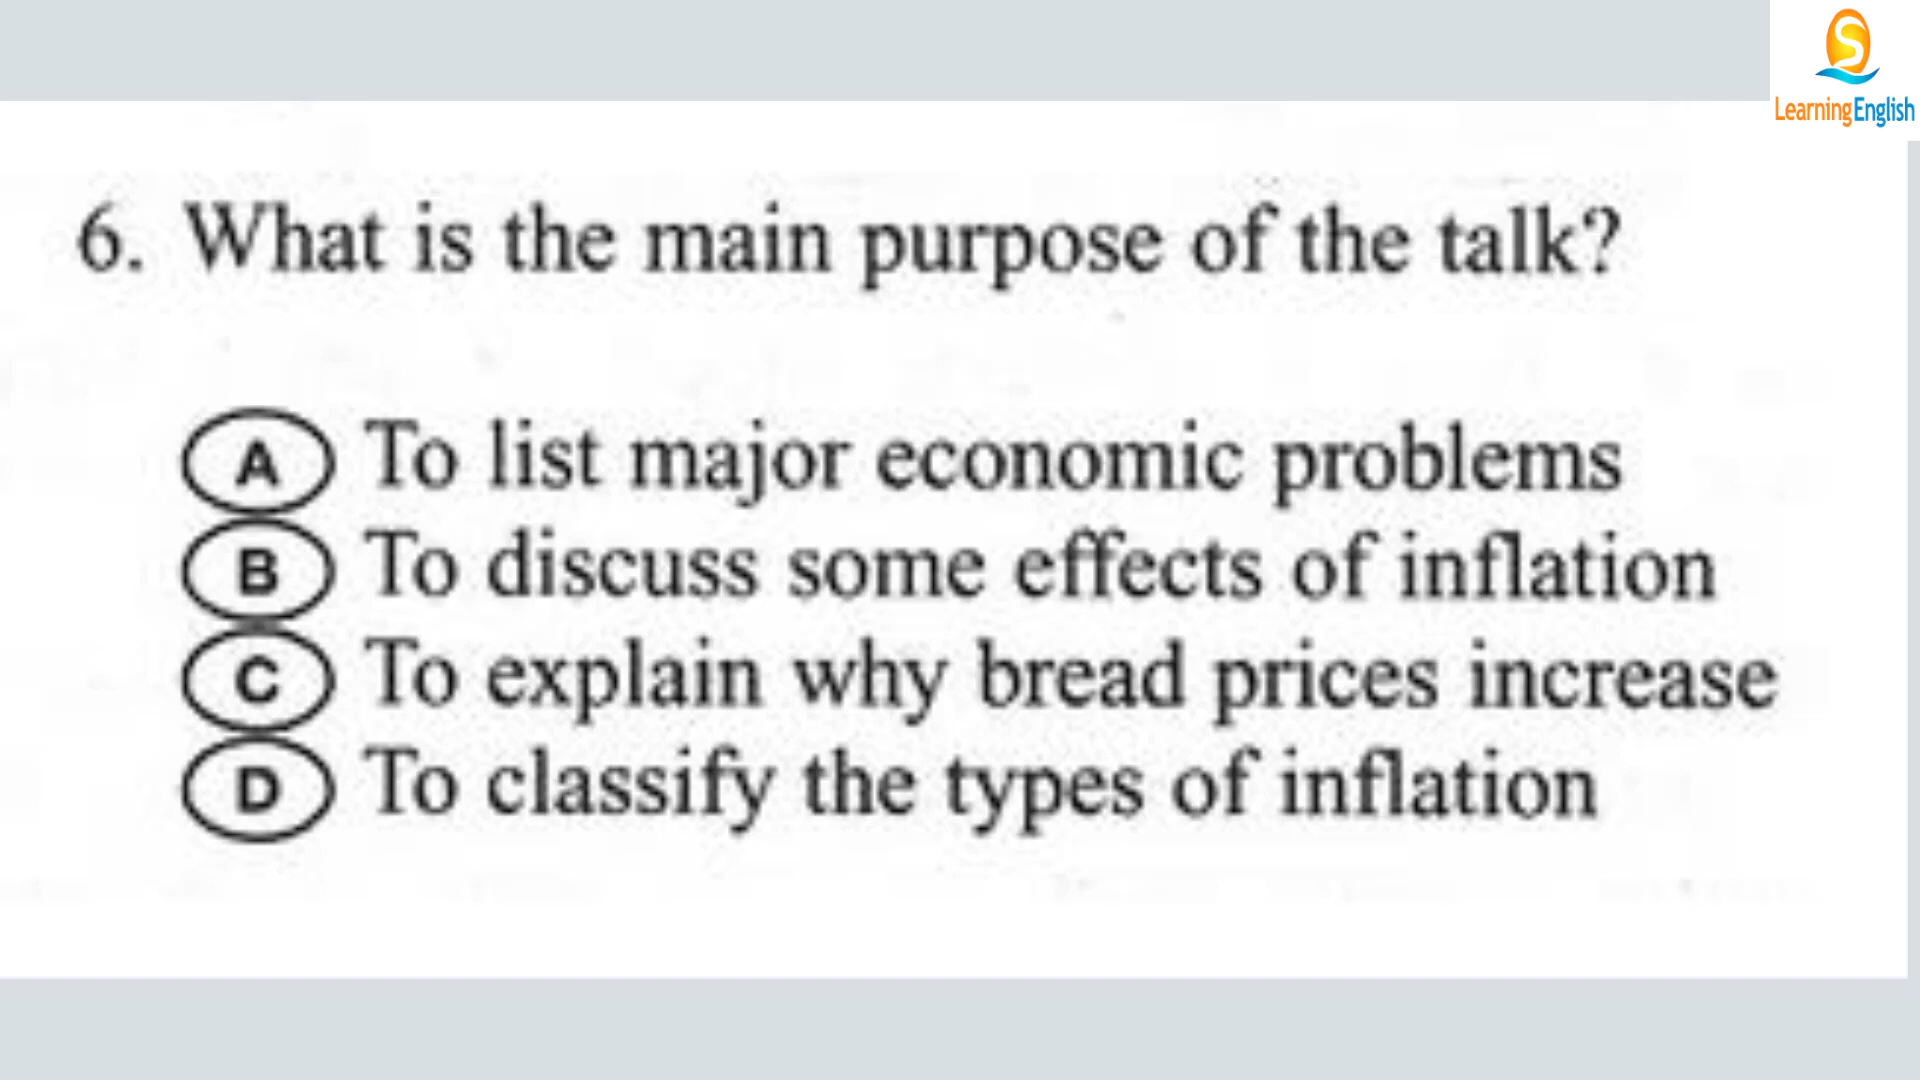 LearningEnglish
6. What is the main purpose of the talk?
A To list major economic problems
B To discuss some effects of inflation
C To explain why bread prices increase
D To classify the types of inflation